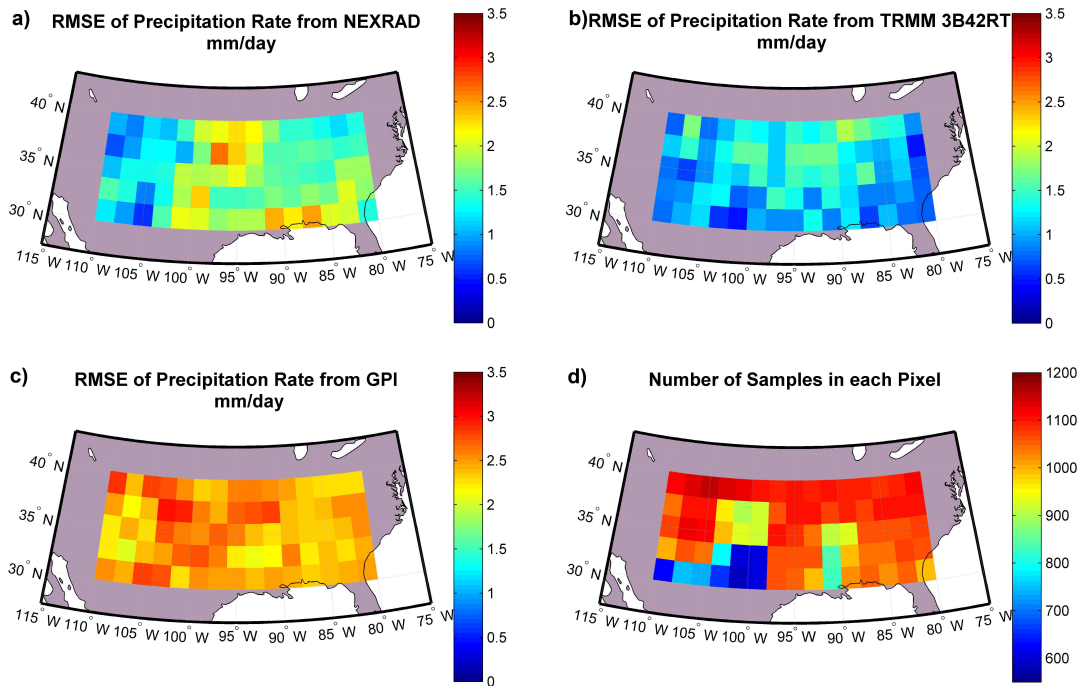 a)
RMSE of Precipitation Rate from NEXRAD
mm/day
40° N
35° N
30° N
115° W
110° W
105° W
100° W
95° W
90° W
85° W
80° W
75° W
3.5
3
2.5
2
1.5
1
0.5
0
b)
RMSE of Precipitation Rate from TRMM 3B42RT
mm/day
40° N
35° N
30° N
115° W
110° W
105° W
100° W
95° W
90° W
85° W
80° W
75° W
3.5
3
2.5
2
1.5
1
0.5
0
c)
RMSE of Precipitation Rate from GPI
mm/day
40° N
35° N
30° N
115° W
110° W
105° W
100° W
95° W
90° W
85° W
80° W
75° W
3.5
3
2.5
2
1.5
1
0.5
0
d)
Number of Samples in each Pixel
40° N
35° N
30° N
115° W
110° W
105° W
100° W
95° W
90° W
85° W
80° W
75° W
1200
1100
1000
900
800
700
600